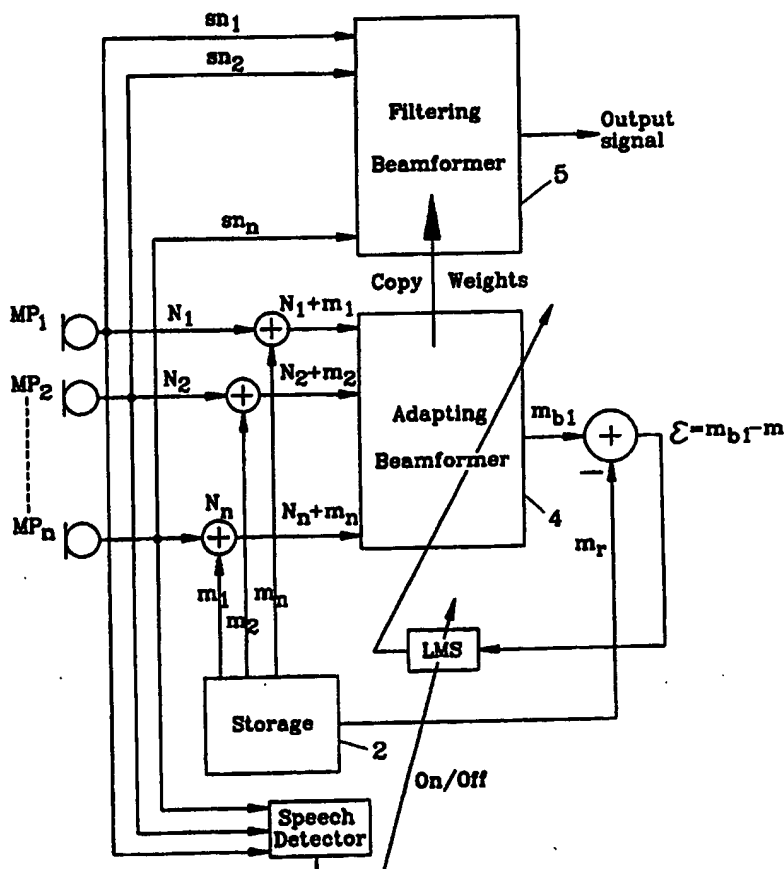 sn1
sn2
Filtering
Beamformer
Output
signal
5
snn
Copy Weights
MP1
N1
N1+m1
MP2
N2
N2+m2
Adapting
Beamformer
mb1
ε=mb1-m
4
MPn
Nn
Nn+mn
mr
m1
m2
mn
LMS
Storage
2
On/Off
Speech
Detector